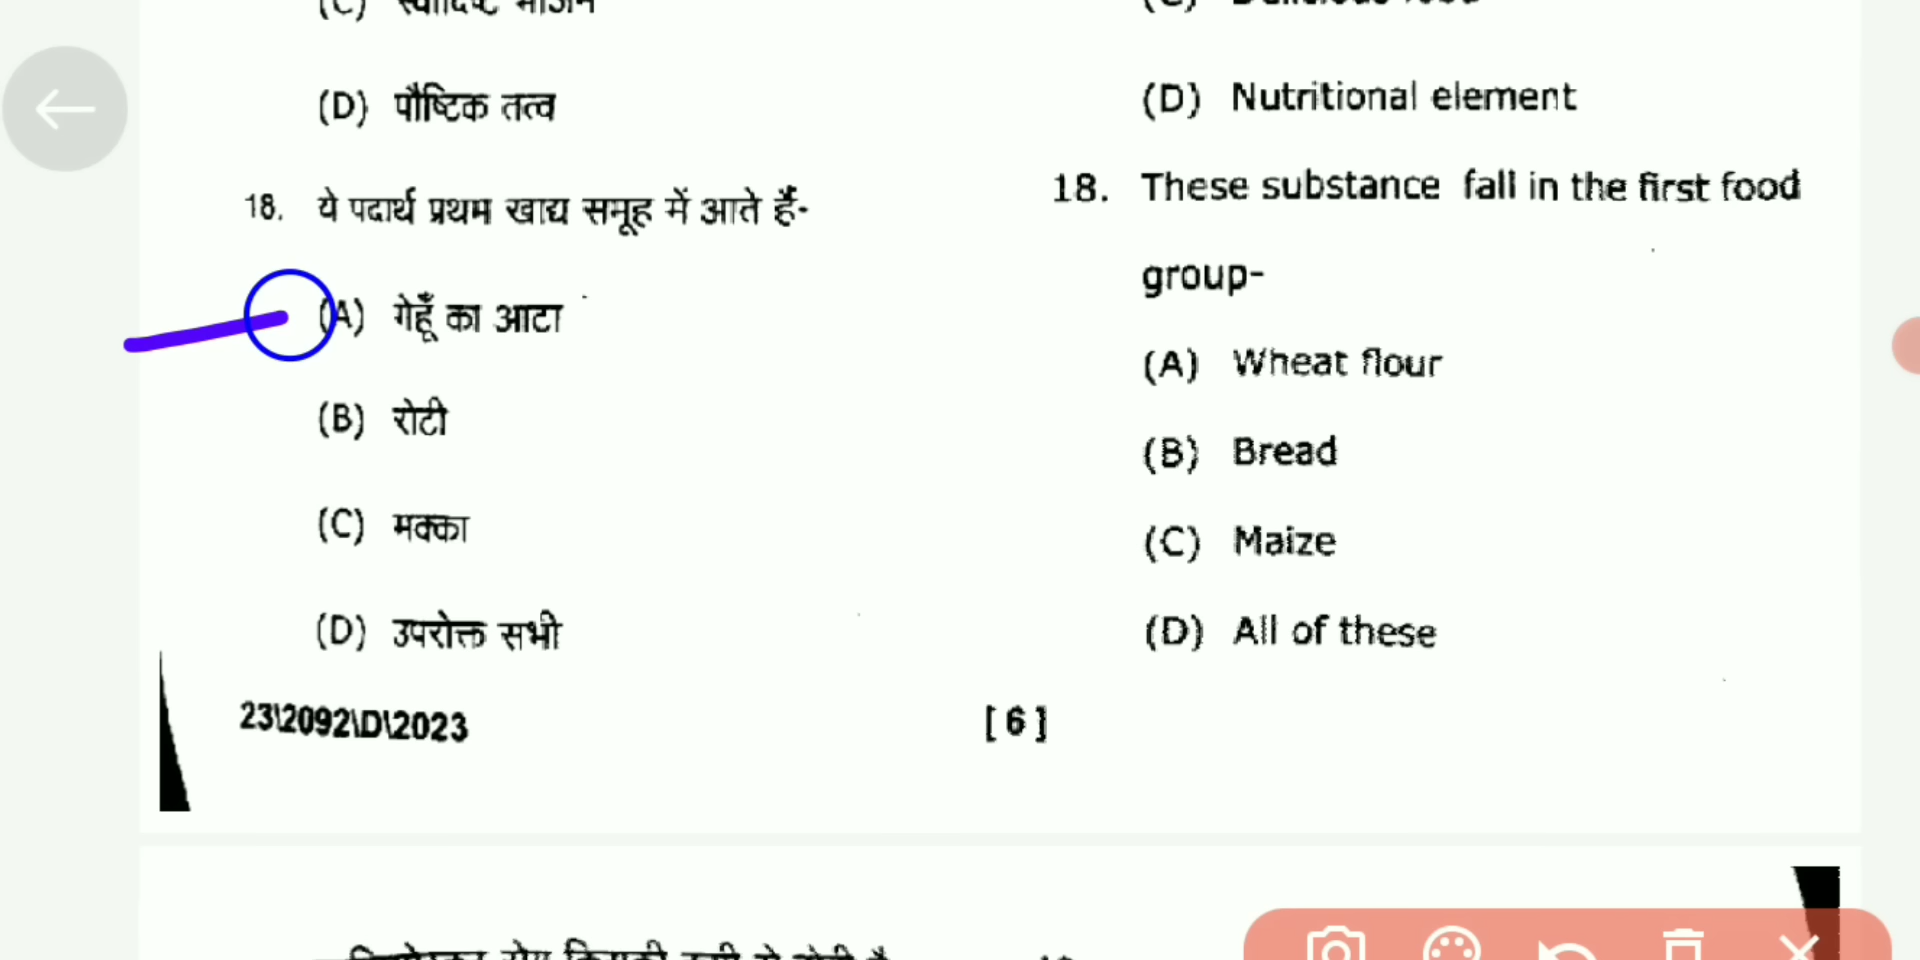 (D) पौष्टिक तत्व
18. ये पदार्थ प्रथम खाद्य समूह में आते हैं-
(A) गेहूँ का आटा
(B) रोटी
(C) मक्का
(D) उपरोक्त सभी
23\2092\D\2023
[ 6 ]
(D) Nutritional element
18. These substance fall in the first food
group-
(A) Wheat flour
(B) Bread
(C) Maize
(D) All of these